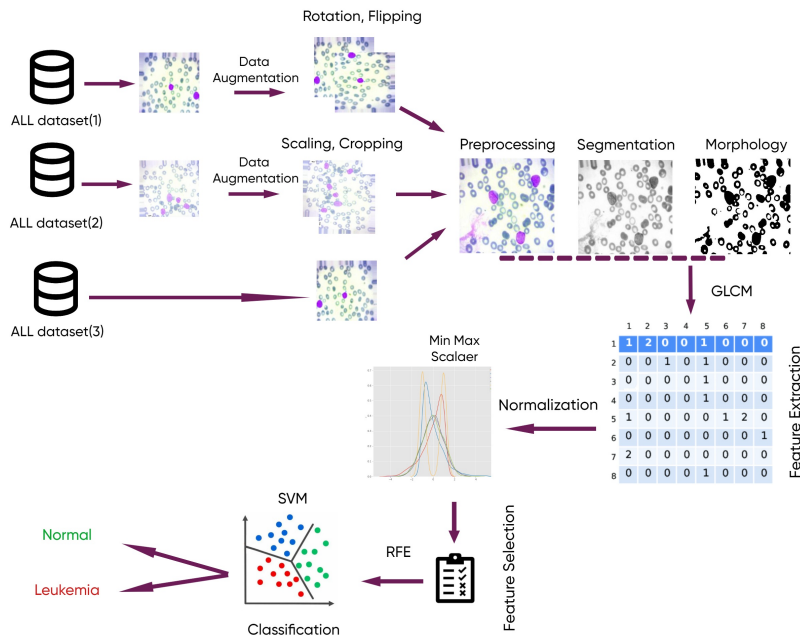 Rotation, Flipping
Data
Augmentation
ALL dataset(1)
Scaling, Cropping
Data
Augmentation
ALL dataset(2)
ALL dataset(3)
Preprocessing
Segmentation
Morphology
GLCM
1 2 3 4 5 6 7 8
1 1 2 0 0 1 0 0 0
2 0 0 1 0 1 0 0 0
3 0 0 0 0 1 0 0 0
4 0 0 0 0 1 0 0 0
5 1 0 0 0 0 1 2 0
6 0 0 0 0 0 0 0 1
7 2 0 0 0 0 0 0 0
8 0 0 0 0 1 0 0 0
Feature Extraction
Normalization
Min Max
Scalaer
Feature Selection
RFE
SVM
Classification
Normal
Leukemia